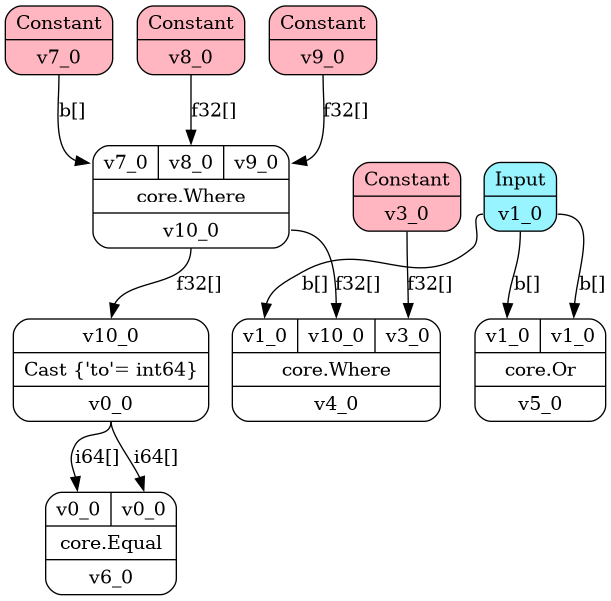 Constant
v7_0
Constant
v8_0
Constant
v9_0
b[]
f32[]
f32[]
v7_0 v8_0 v9_0
core.Where
v10_0
Constant
v3_0
Input
v1_0
f32[]
b[]
f32[]
f32[]
b[]
b[]
v10_0
Cast {'to'= int64}
v0_0
v1_0 v10_0 v3_0
core.Where
v4_0
v1_0 v1_0
core.Or
v5_0
i64[]
i64[]
v0_0 v0_0
core.Equal
v6_0